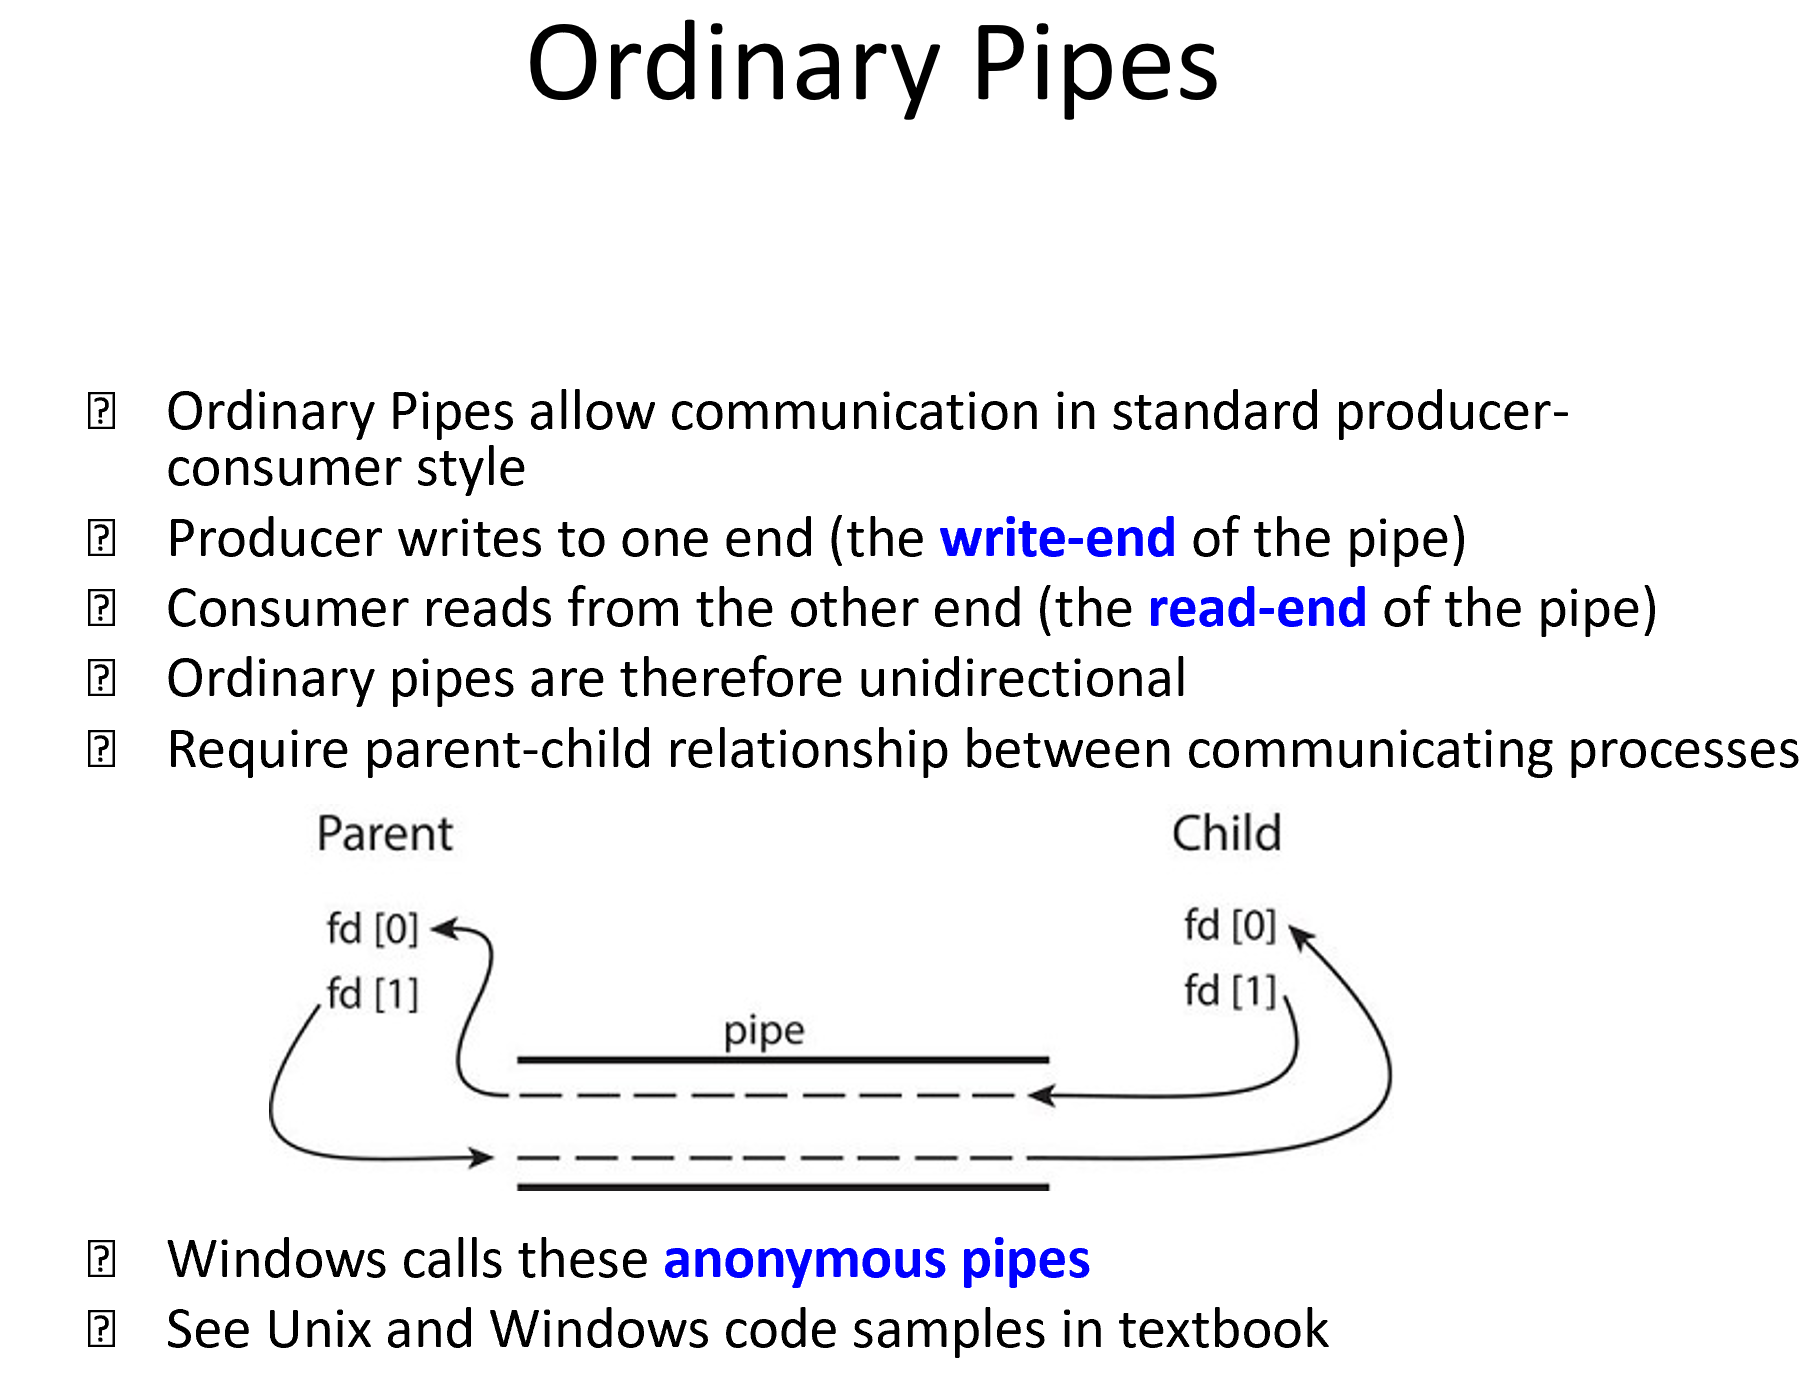 Ordinary Pipes
Ordinary Pipes allow communication in standard producer-
consumer style
Producer writes to one end (the write-end of the pipe)
Consumer reads from the other end (the read-end of the pipe)
Ordinary pipes are therefore unidirectional
Require parent-child relationship between communicating processes
Parent
Child
fd [0]
fd [0]
fd [1]
fd [1]
pipe
Windows calls these anonymous pipes
See Unix and Windows code samples in textbook